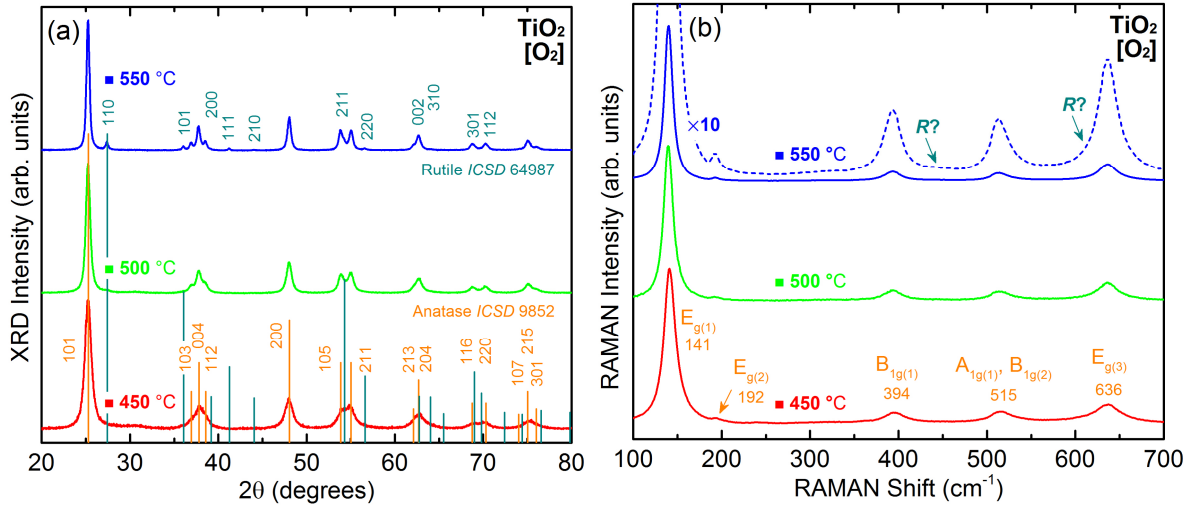 (a)
TiO2
[O2]
■ 550 °C
110
101
200
111
210
211
220
002
310
301
112
Rutile ICSD 64987
■ 500 °C
Anatase ICSD 9852
101
103
004
112
200
105
211
213
204
116
220
107
215
301
■ 450 °C
XRD Intensity (arb. units)
20 30 40 50 60 70 80
2θ (degrees)
(b)
TiO2
[O2]
×10
■ 550 °C
R?
R?
■ 500 °C
Eg(1)
141
Eg(2)
192
B1g(1)
394
A1g(1), B1g(2)
515
Eg(3)
636
■ 450 °C
RAMAN Intensity (arb. units)
100 200 300 400 500 600 700
RAMAN Shift (cm-1)